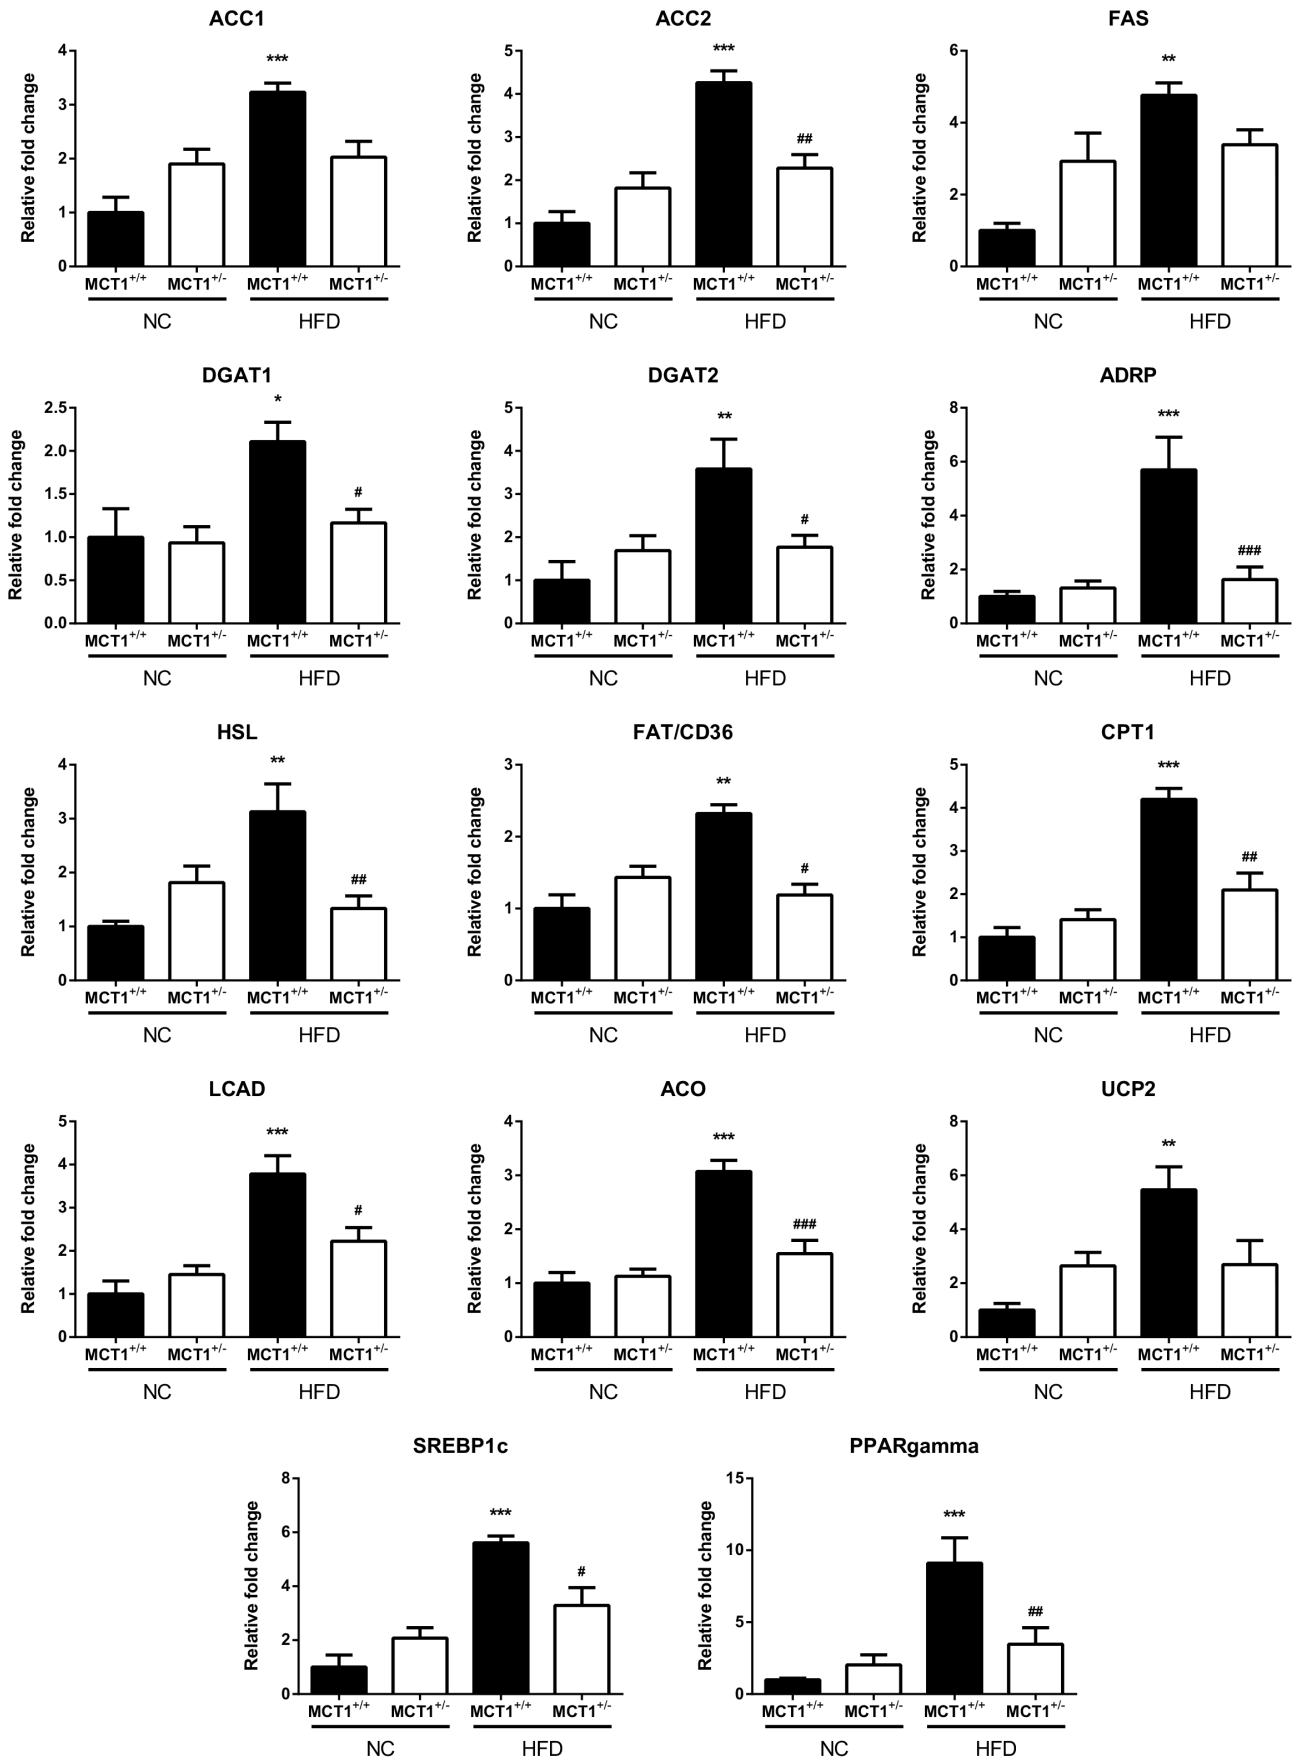 ACC1
***
4
3
2
1
0
Relative fold change
MCT1+/+ MCT1+/- MCT1+/+ MCT1+/-
NC HFD
ACC2
***
##
5
4
3
2
1
0
Relative fold change
MCT1+/+ MCT1+/- MCT1+/+ MCT1+/-
NC HFD
FAS
**
6
4
2
0
Relative fold change
MCT1+/+ MCT1+/- MCT1+/+ MCT1+/-
NC HFD
DGAT1
*
#
2.5
2.0
1.5
1.0
0.5
0.0
Relative fold change
MCT1+/+ MCT1+/- MCT1+/+ MCT1+/-
NC HFD
DGAT2
**
#
5
4
3
2
1
0
Relative fold change
MCT1+/+ MCT1+/- MCT1+/+ MCT1+/-
NC HFD
ADRP
***
###
8
6
4
2
0
Relative fold change
MCT1+/+ MCT1+/- MCT1+/+ MCT1+/-
NC HFD
HSL
**
##
4
3
2
1
0
Relative fold change
MCT1+/+ MCT1+/- MCT1+/+ MCT1+/-
NC HFD
FAT/CD36
**
#
3
2
1
0
Relative fold change
MCT1+/+ MCT1+/- MCT1+/+ MCT1+/-
NC HFD
CPT1
***
##
5
4
3
2
1
0
Relative fold change
MCT1+/+ MCT1+/- MCT1+/+ MCT1+/-
NC HFD
LCAD
***
#
5
4
3
2
1
0
Relative fold change
MCT1+/+ MCT1+/- MCT1+/+ MCT1+/-
NC HFD
ACO
***
###
4
3
2
1
0
Relative fold change
MCT1+/+ MCT1+/- MCT1+/+ MCT1+/-
NC HFD
UCP2
**
8
6
4
2
0
Relative fold change
MCT1+/+ MCT1+/- MCT1+/+ MCT1+/-
NC HFD
SREBP1c
***
#
8
6
4
2
0
Relative fold change
MCT1+/+ MCT1+/- MCT1+/+ MCT1+/-
NC HFD
PPARgamma
***
##
15
10
5
0
Relative fold change
MCT1+/+ MCT1+/- MCT1+/+ MCT1+/-
NC HFD